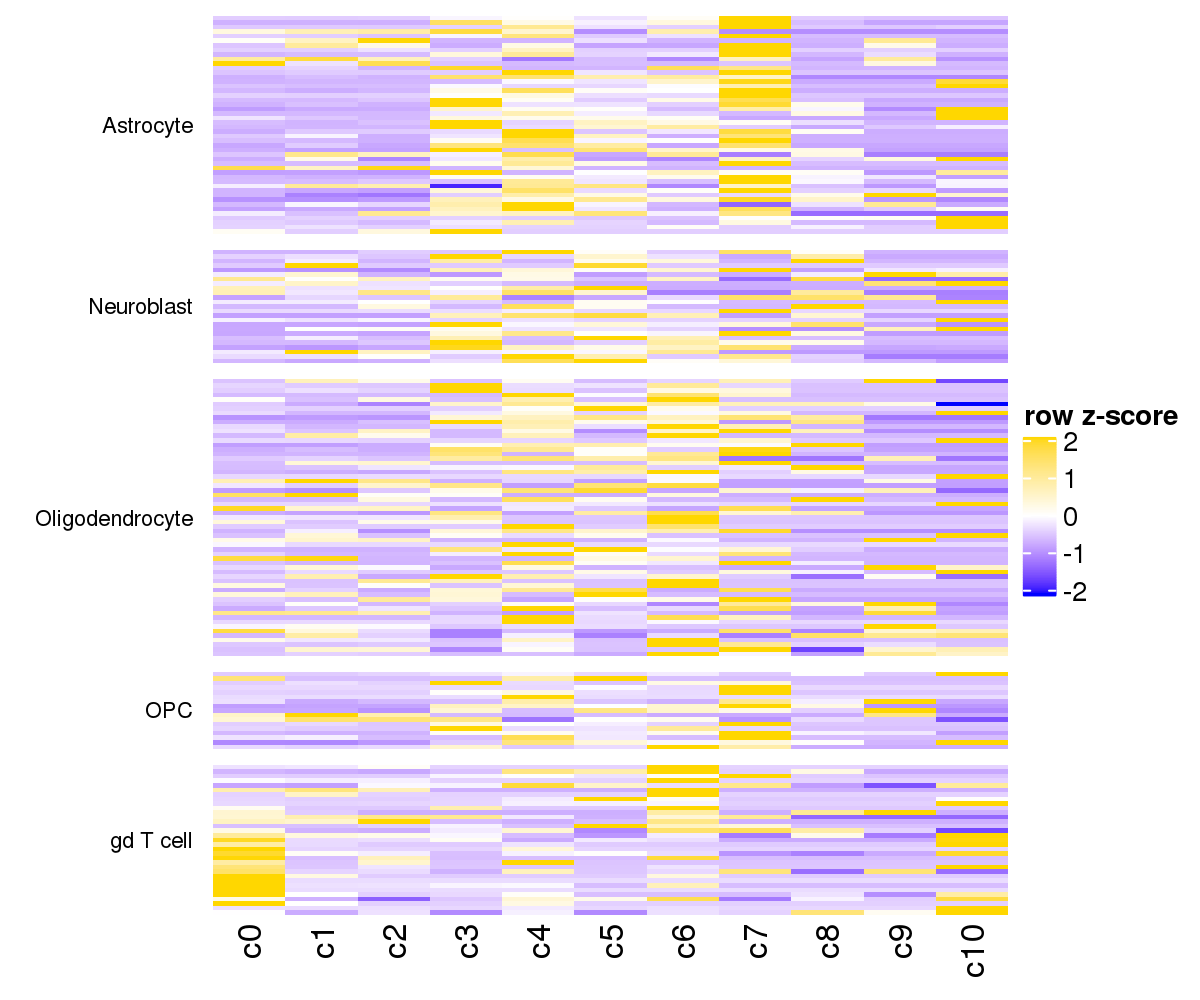 Astrocyte
Neuroblast
Oligodendrocyte
OPC
gd T cell
row z-score
2
1
0
-1
-2
c0 c1 c2 c3 c4 c5 c6 c7 c8 c9 c10